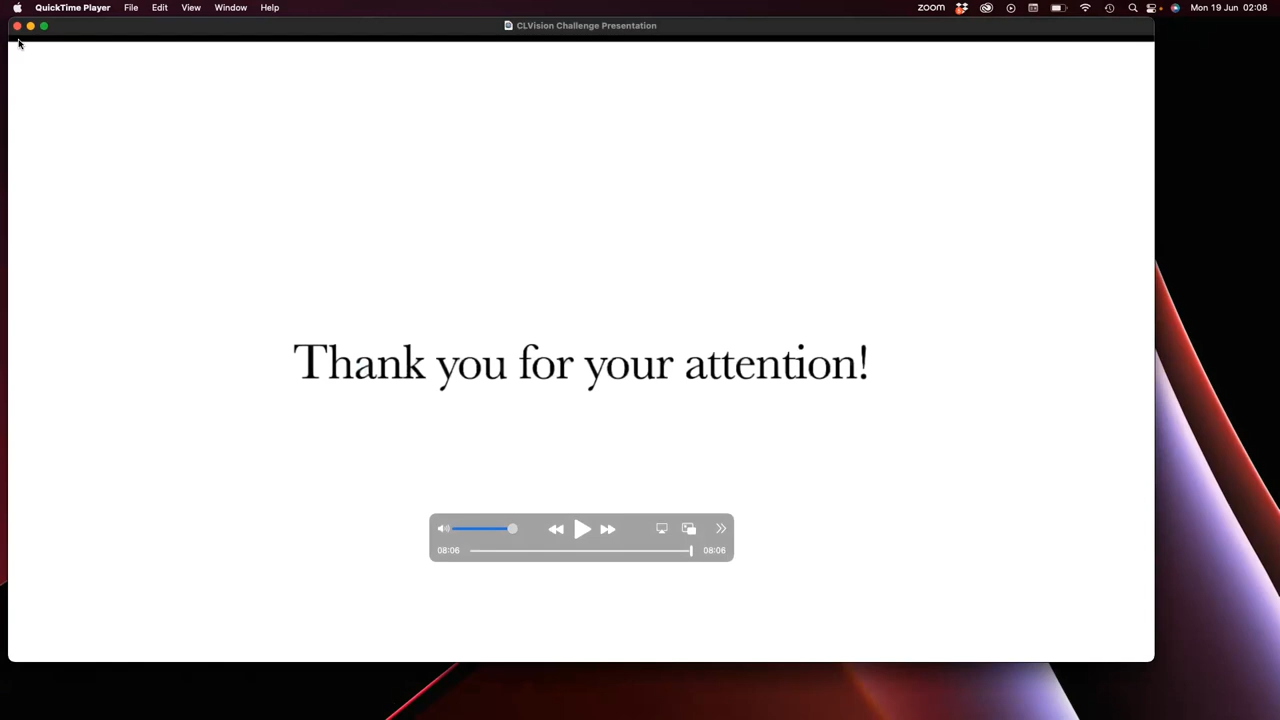 QuickTime Player File Edit View Window Help zoom Mon 19 Jun 02:08
CLVision Challenge Presentation
Thank you for your attention!
08:06 08:06